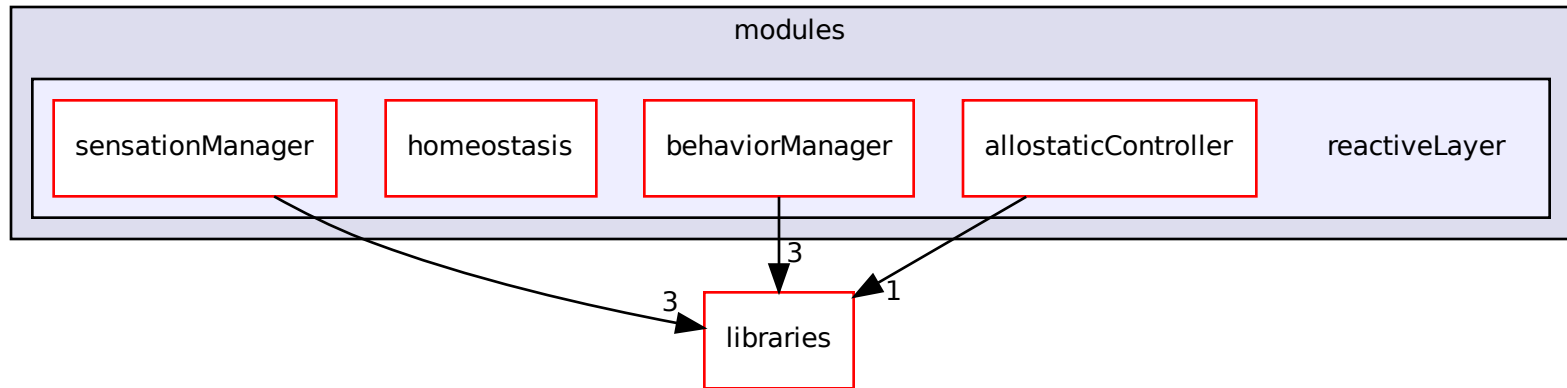 modules
sensationManager
homeostasis
behaviorManager
allostaticController
reactiveLayer
3
3
1
libraries